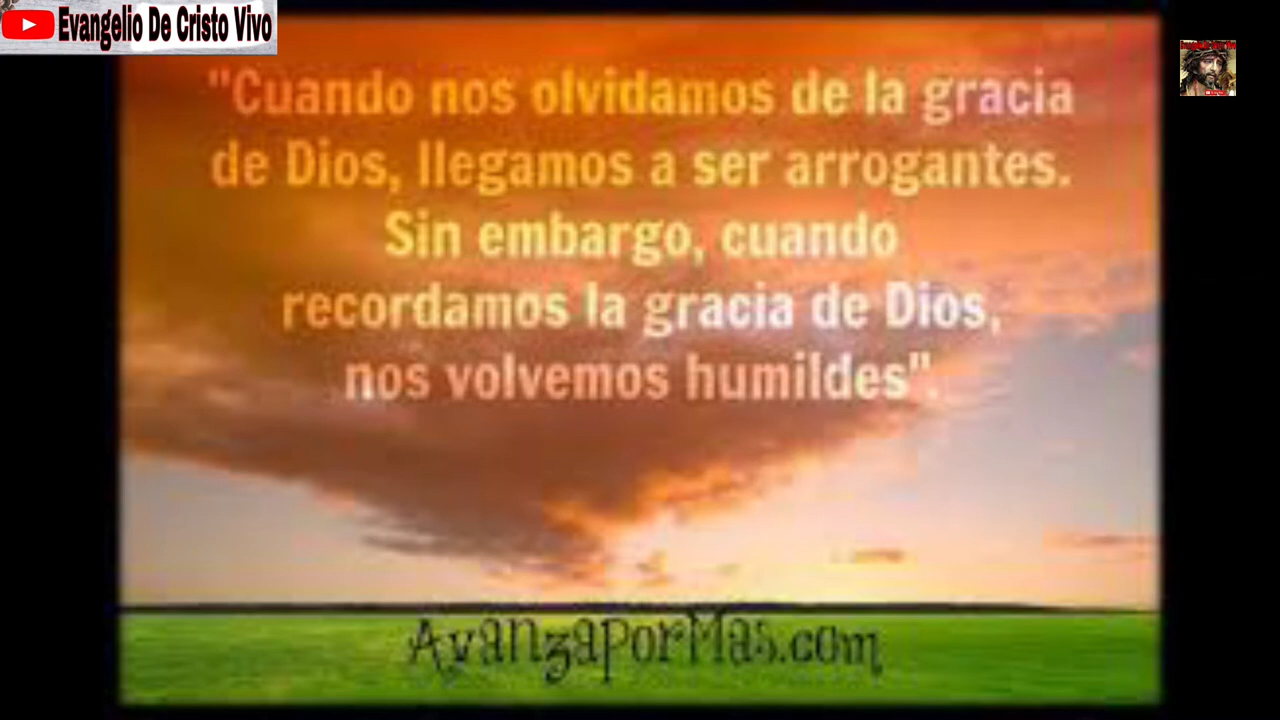 Evangelio De Cristo Vivo
"Cuando nos olvidamos de la gracia
de Dios, llegamos a ser arrogantes.
Sin embargo, cuando
recordamos la gracia de Dios,
nos volvemos humildes".
AvanzaPorMas.com